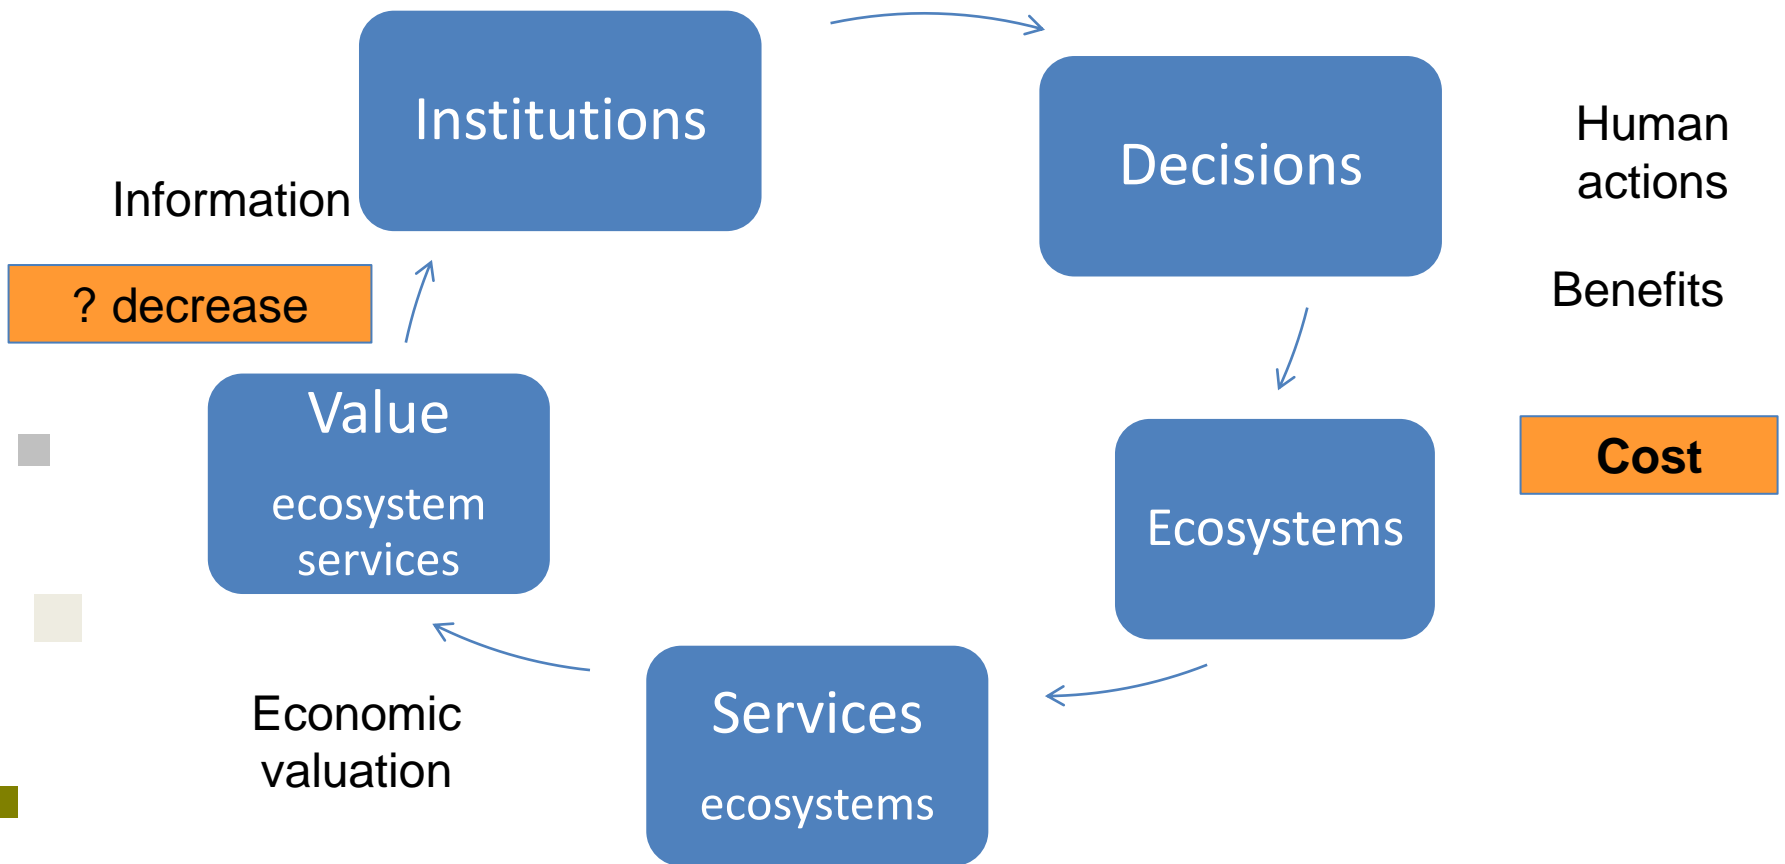 Institutions
Decisions
Human
actions
Information
? decrease
Benefits
Value
ecosystem
services
Cost
Ecosystems
Economic
valuation
Services
ecosystems